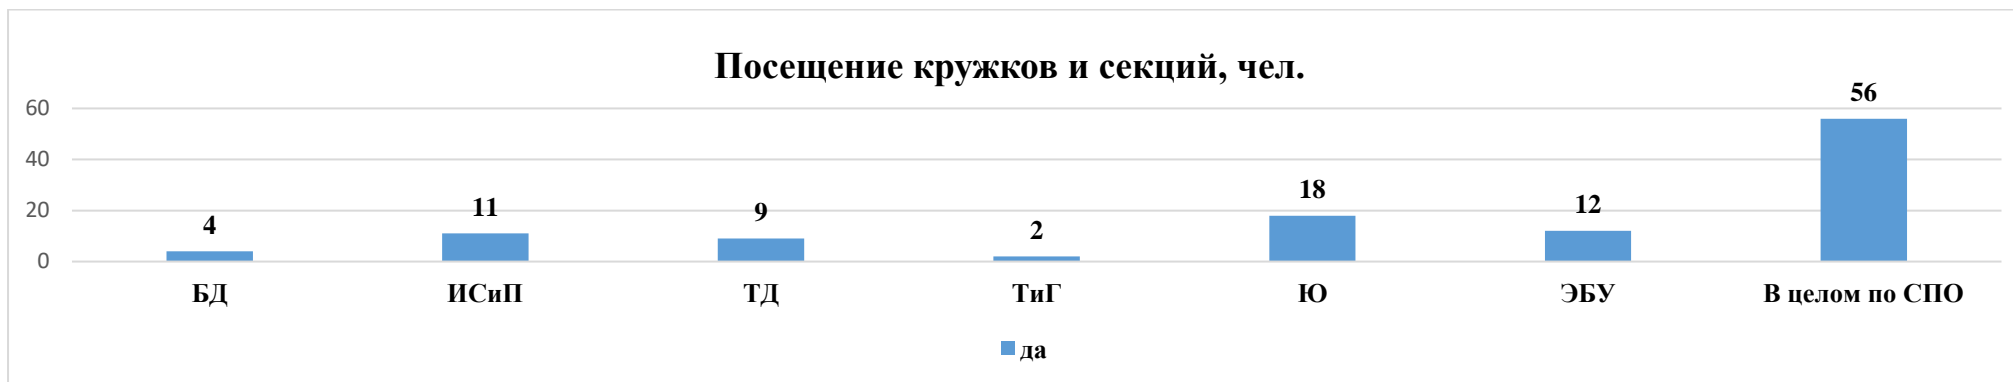 Посещение кружков и секций, чел.
60
40
20
0
4
11
9
2
18
12
56
БД
ИСиП
ТД
ТиГ
Ю
ЭБУ
В целом по СПО
да